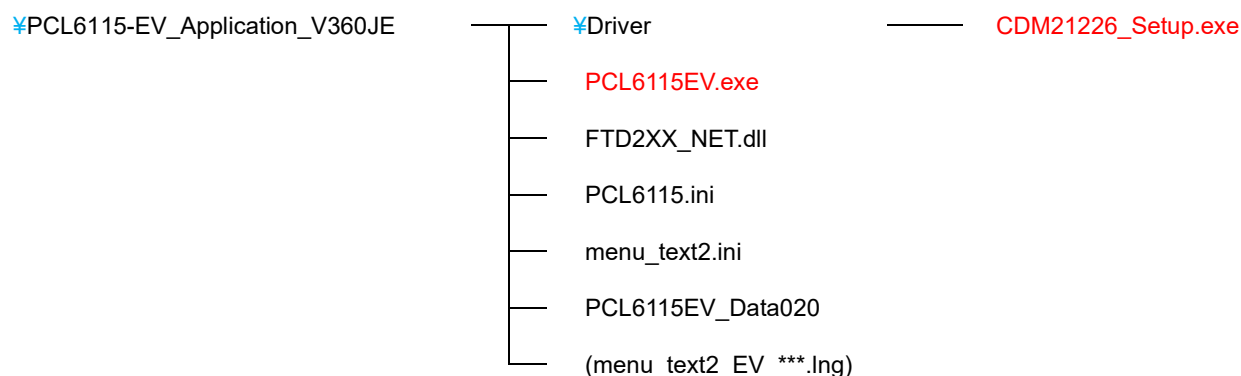 ¥PCL6115-EV_Application_V360JE ¥Driver CDM21226_Setup.exe
PCL6115EV.exe
FTD2XX_NET.dll
PCL6115.ini
menu_text2.ini
PCL6115EV_Data020
(menu_text2_EV_***.lng)